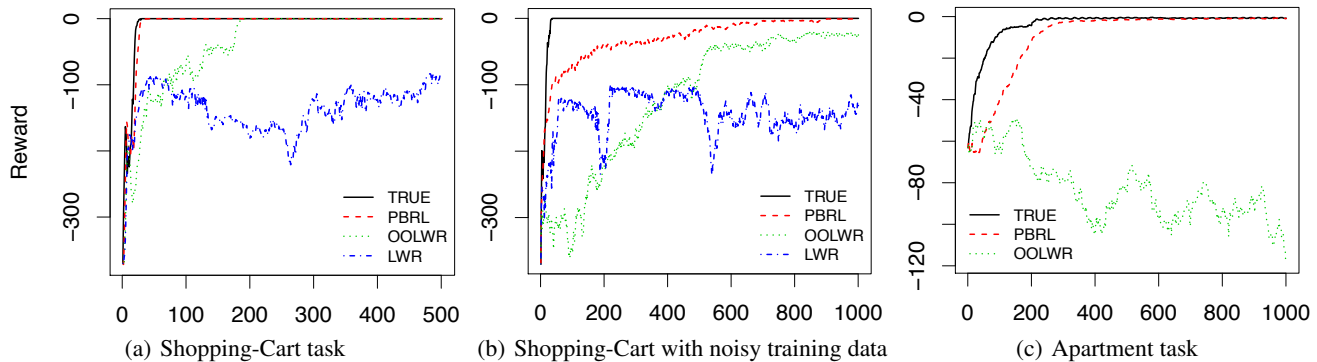 Reward
-300
-100
0
TRUE
PBRL
OOLWR
LWR
0 100 200 300 400 500
(a) Shopping-Cart task
-300
-100
0
TRUE
PBRL
OOLWR
LWR
0 200 400 600 800 1000
(b) Shopping-Cart with noisy training data
-120
-80
-40
0
TRUE
PBRL
OOLWR
0 200 400 600 800 1000
(c) Apartment task